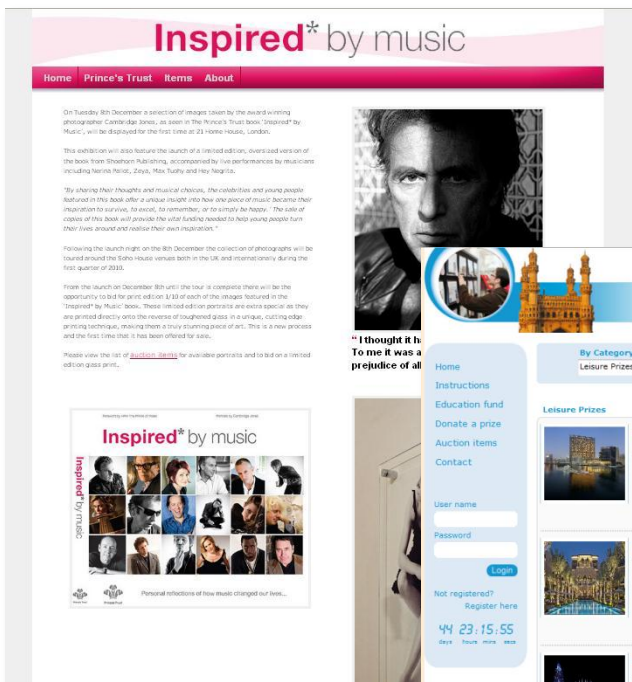 Inspired* by music
Home Prince's Trust Items About
On Tuesday 8th December a selection of images taken by the award winning
photographer Cambridge Jones, as seen in The Prince's Trust book 'Inspired* by
Music', will be displayed for the first time at 21 Home House, London.
This exhibition will also feature the launch of a limited edition, oversized version of
the book from Shoehorn Publishing, accompanied by live performances by musicians
including Nerina Pallot, Zeya, Max Tuohy and Hey Negrita.
"By sharing their thoughts and musical choices, the celebrities and young people
featured in this book offer a unique insight into how one piece of music became their
inspiration to survive, to excel, to remember, or to simply be happy.' The sale of
copies of this book will provide the vital funding needed to help young people turn
their lives around and realise their own inspiration."
Following the launch night on the 8th December the collection of photographs will be
toured around the Soho House venues both in the UK and internationally during the
first quarter of 2010.
From the launch on December 8th until the tour is complete there will be the
opportunity to bid for print edition 1/10 of each of the images featured in the
'Inspired* by Music' book. These limited edition portraits are extra special as they
are printed directly onto the reverse of toughened glass in a unique, cutting edge
printing technique, making them a truly stunning piece of art. This is a new process
and the first time that it has been offered for sale.
Please view the list of auction items for available portraits and to bid on a limited
edition glass print.
“ I thought it h
To me it was a
prejudice of all
Inspired* by music
Inspired* by music
Personal reflections of how music changed our lives...
Home
Instructions
Education fund
Donate a prize
Auction items
Contact
User name
Password
Login
Not registered?
Register here
44 23:15:55
days hours mins secs
By Category
Leisure Prizes
Leisure Prizes